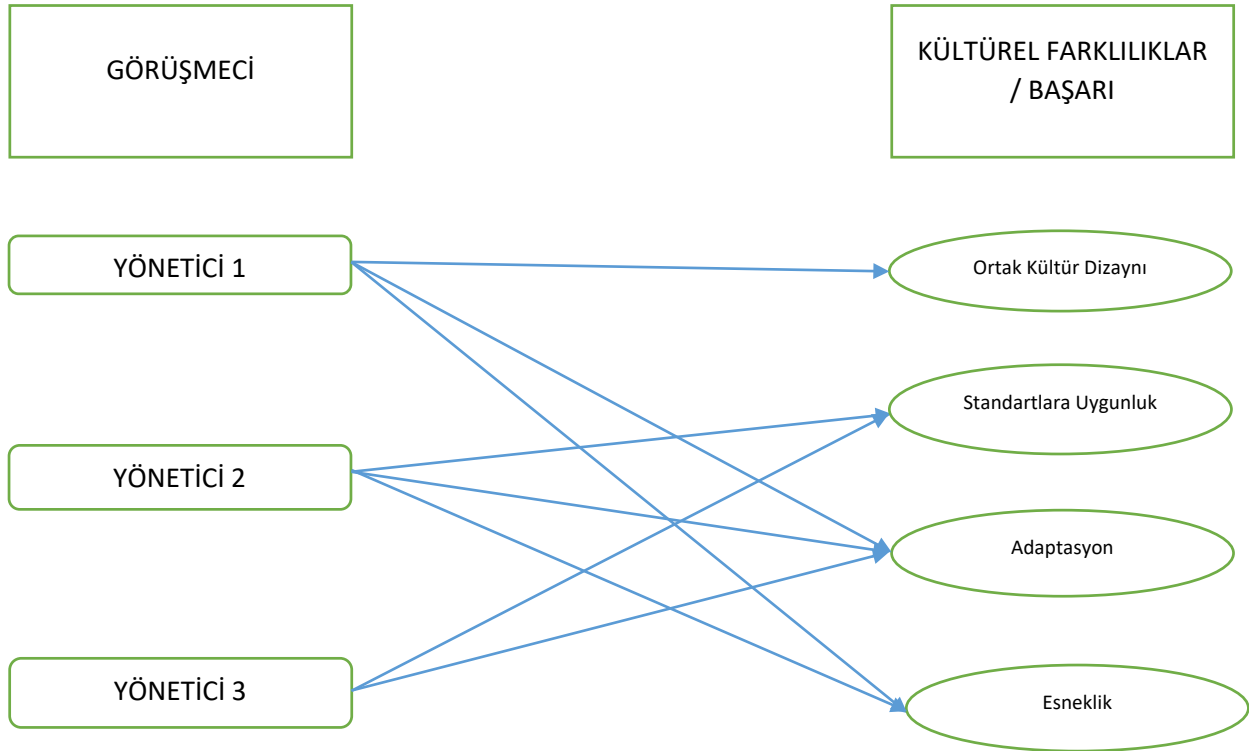 GÖRÜŞMECİ
KÜLTÜREL FARKLILIKLAR
/ BAŞARI
YÖNETİCİ 1
Ortak Kültür Dizaynı
YÖNETİCİ 2
Standartlara Uygunluk
Adaptasyon
YÖNETİCİ 3
Esneklik